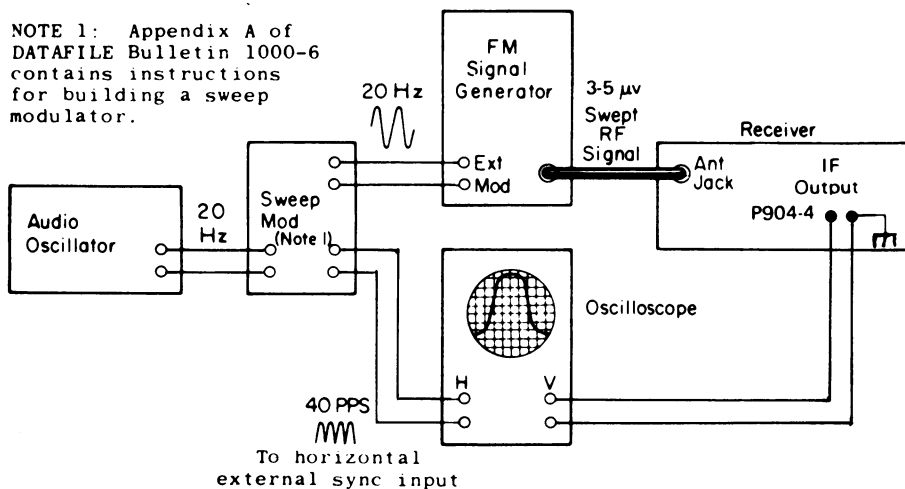 NOTE 1: Appendix A of
DATAFILE Bulletin 1000-6
contains instructions
for building a sweep
modulator.
FM
Signal
Generator
20 Hz
3-5 μv
Swept
RF
Signal
Receiver
Ext
Mod
Ant
Jack
IF
Output
P904-4
Audio
Oscillator
20
Hz
Sweep
Mod
(Note 1)
Oscilloscope
H
V
40 PPS
To horizontal
external sync input